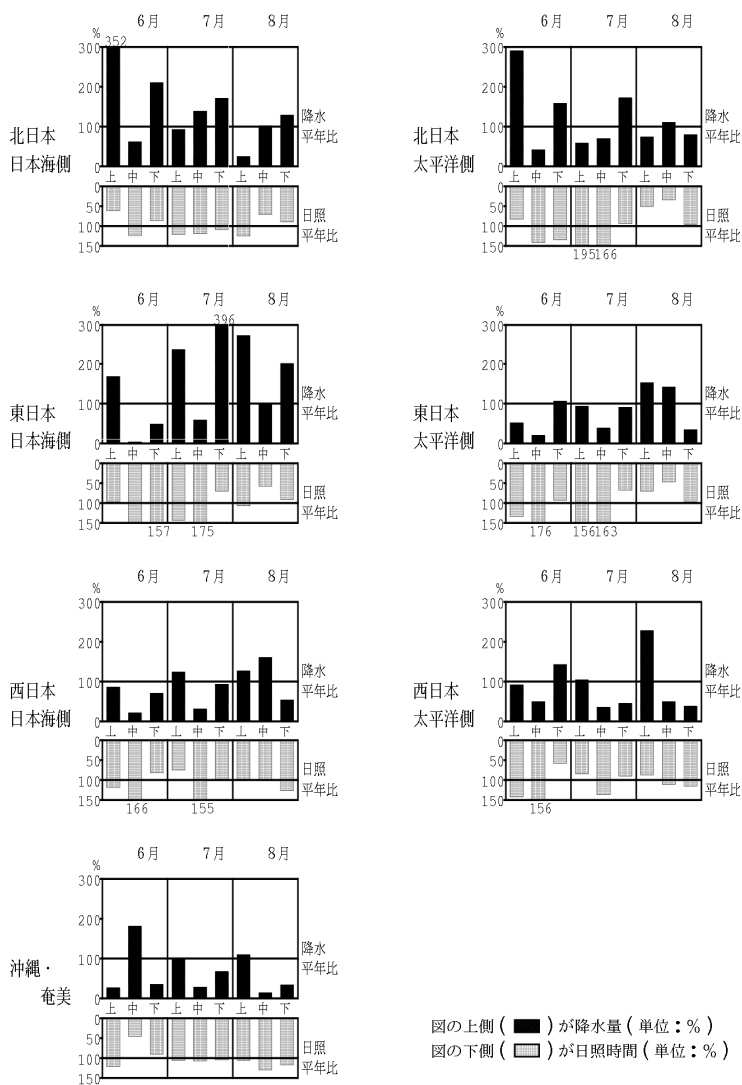 6月 7月 8月
%
352
300
200
100
0
北日本
日本海側
降水
平年比
上 中 下 上 中 下 上 中 下
0
50
100
150
日照
平年比
6月 7月 8月
%
300
200
100
0
北日本
太平洋側
降水
平年比
上 中 下 上 中 下 上 中 下
0
50
100
150
日照
平年比
195 166
6月 7月 8月
%
396
300
200
100
0
東日本
日本海側
降水
平年比
上 中 下 上 中 下 上 中 下
0
50
100
150
日照
平年比
157 175
6月 7月 8月
%
300
200
100
0
東日本
太平洋側
降水
平年比
上 中 下 上 中 下 上 中 下
0
50
100
150
日照
平年比
176 156 163
6月 7月 8月
%
300
200
100
0
西日本
日本海側
降水
平年比
上 中 下 上 中 下 上 中 下
0
50
100
150
日照
平年比
166 155
6月 7月 8月
%
300
200
100
0
西日本
太平洋側
降水
平年比
上 中 下 上 中 下 上 中 下
0
50
100
150
日照
平年比
156
6月 7月 8月
%
300
200
100
0
沖縄・
奄美
降水
平年比
上 中 下 上 中 下 上 中 下
0
50
100
150
日照
平年比
図の上側(■)が降水量(単位:%)
図の下側( )が日照時間(単位:%)